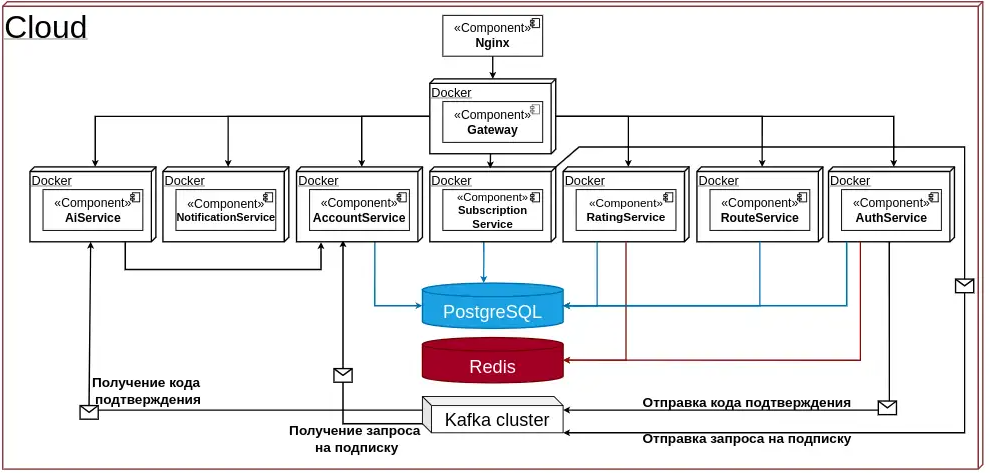 Cloud
«Component»
Nginx
Docker
«Component»
Gateway
Docker
«Component»
AiService
Docker
«Component»
NotificationService
Docker
«Component»
AccountService
Docker
«Component»
Subscription
Service
Docker
«Component»
RatingService
Docker
«Component»
RouteService
Docker
«Component»
AuthService
PostgreSQL
Redis
Получение кода
подтверждения
Получение запроса
на подписку
Kafka cluster
Отправка кода подтверждения
Отправка запроса на подписку